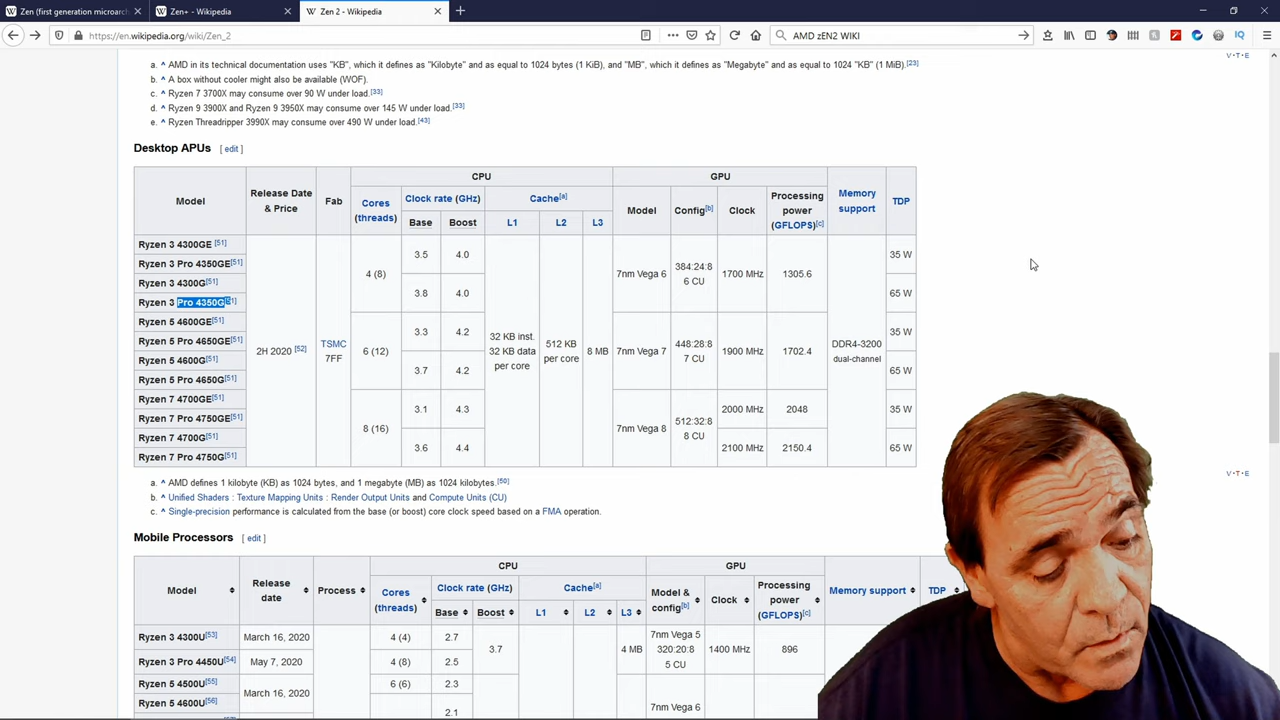 Zen (first generation microarch
Zen+ - Wikipedia
Zen 2 - Wikipedia
https://en.wikipedia.org/wiki/Zen_2
AMD zEN2 WIKI
a. ^ AMD in its technical documentation uses "KB", which it defines as "Kilobyte" and as equal to 1024 bytes (1 KiB), and "MB", which it defines as "Megabyte" and as equal to 1024 "KB" (1 MiB).[23]
V·T·E
b. ^ A box without cooler might also be available (WOF).
c. ^ Ryzen 7 3700X may consume over 90 W under load.[33]
d. ^ Ryzen 9 3900X and Ryzen 9 3950X may consume over 145 W under load.[33]
e. ^ Ryzen Threadripper 3990X may consume over 490 W under load.[43]
Desktop APUs [ edit ]
Model
Release Date
& Price
Fab
CPU
GPU
Memory
support
TDP
Cores
(threads)
Clock rate (GHz)
Cache[a]
Model
Config[b]
Clock
Processing
power
(GFLOPS)[c]
Base
Boost
L1
L2
L3
Ryzen 3 4300GE [51]
Ryzen 3 Pro 4350GE[51]
Ryzen 3 4300G[51]
Ryzen 3 Pro 4350G[51]
Ryzen 5 4600GE[51]
Ryzen 5 Pro 4650GE[51]
Ryzen 5 4600G[51]
Ryzen 5 Pro 4650G[51]
Ryzen 7 4700GE[51]
Ryzen 7 Pro 4750GE[51]
Ryzen 7 4700G[51]
Ryzen 7 Pro 4750G[51]
2H 2020 [52]
TSMC
7FF
4 (8)
3.5 4.0
3.8 4.0
6 (12)
3.3 4.2
3.7 4.2
8 (16)
3.1 4.3
3.6 4.4
32 KB inst.
32 KB data
per core
512 KB
per core
8 MB
7nm Vega 6
384:24:8
6 CU
1700 MHz
1305.6
7nm Vega 7
448:28:8
7 CU
1900 MHz
1702.4
7nm Vega 8
512:32:8
8 CU
2000 MHz 2048
2100 MHz 2150.4
DDR4-3200
dual-channel
35 W
65 W
35 W
65 W
35 W
65 W
V·T·E
a. ^ AMD defines 1 kilobyte (KB) as 1024 bytes, and 1 megabyte (MB) as 1024 kilobytes.[50]
b. ^ Unified Shaders : Texture Mapping Units : Render Output Units and Compute Units (CU)
c. ^ Single-precision performance is calculated from the base (or boost) core clock speed based on a FMA operation.
Mobile Processors [ edit ]
Model
Release
date
Process
CPU
GPU
Memory support
TDP
Cores
(threads)
Clock rate (GHz)
Cache[a]
Model &
config[b]
Clock
Processing
power
(GFLOPS)[c]
Base
Boost
L1
L2
L3
Ryzen 3 4300U[53]
March 16, 2020
4 (4)
2.7
3.7
4 MB
7nm Vega 5
320:20:8
5 CU
1400 MHz
896
Ryzen 3 Pro 4450U[54]
May 7, 2020
4 (8)
2.5
Ryzen 5 4500U[55]
March 16, 2020
6 (6)
2.3
Ryzen 5 4600U[56]
2.1
7nm Vega 6